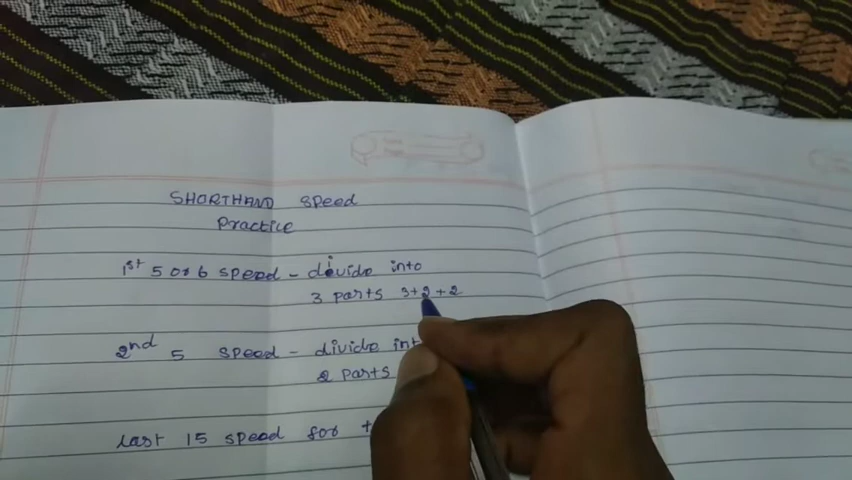 SHORTHAND Speed
Practice
1st 5 or 6 speed - divide into
3 parts 3+2+2
2nd 5 speed - divide int
2 parts
Last 15 speed for t